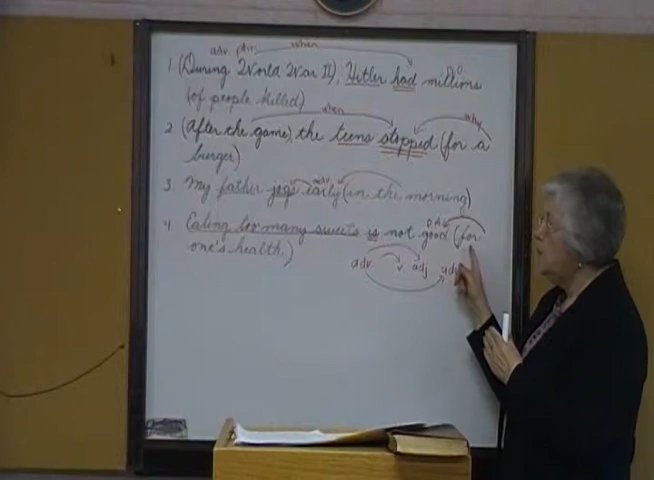 adv phr. when
1 (During World War II), Hitler had millions D.O.
(of people killed)
when why
2 (After the game) the teens stopped (for a
burger)
adv
3 My father jogs early (in the morning)
P.A.
4. Eating too many sweets is not good (for
one's health)
adv v adj adv